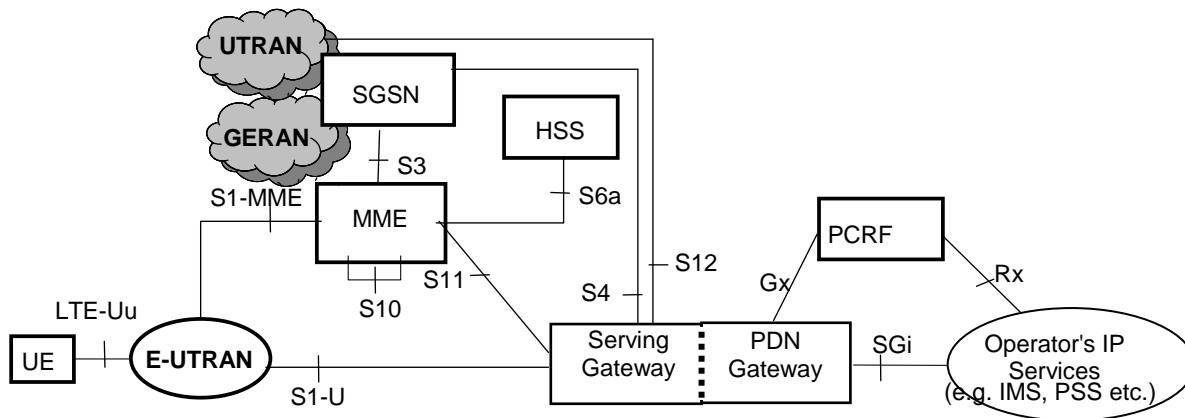 UTRAN
SGSN
GERAN
HSS
S3
S1-MME
S6a
MME
PCRF
S11
S12
Gx
Rx
S10
S4
LTE-Uu
UE
E-UTRAN
Serving
Gateway
PDN
Gateway
SGi
Operator's IP
Services
(e.g. IMS, PSS etc.)
S1-U